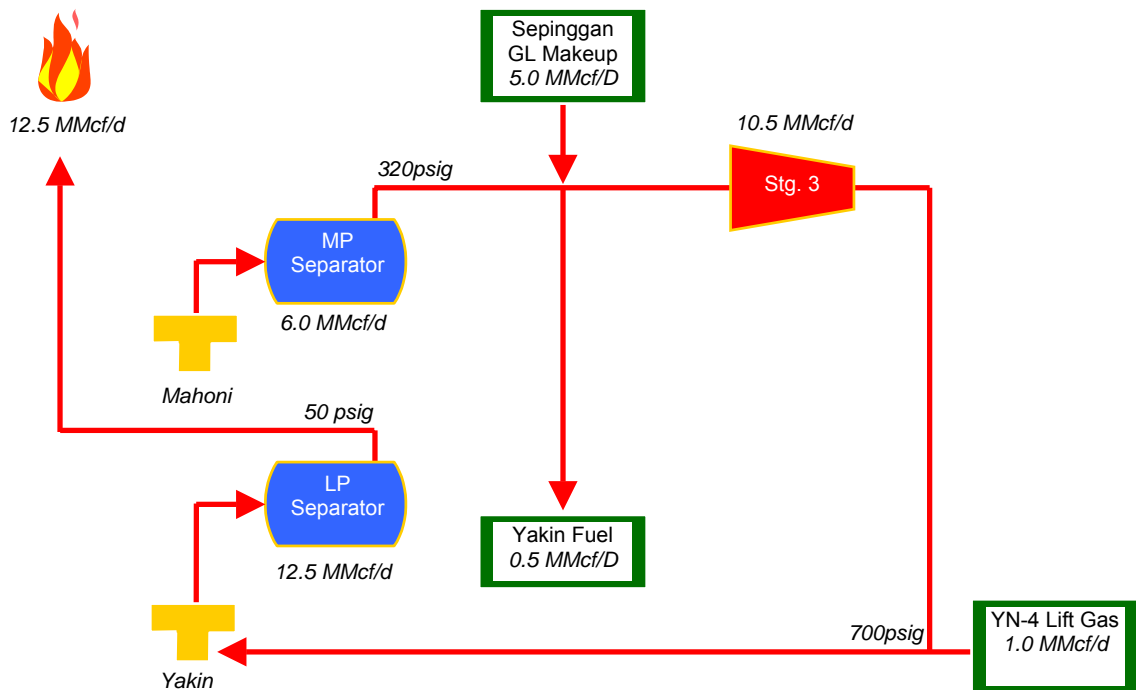 Sepinggan
GL Makeup
5.0 MMcf/D
12.5 MMcf/d
10.5 MMcf/d
320psig
Stg. 3
MP
Separator
6.0 MMcf/d
Mahoni
50 psig
LP
Separator
12.5 MMcf/d
Yakin Fuel
0.5 MMcf/D
YN-4 Lift Gas
1.0 MMcf/d
700psig
Yakin